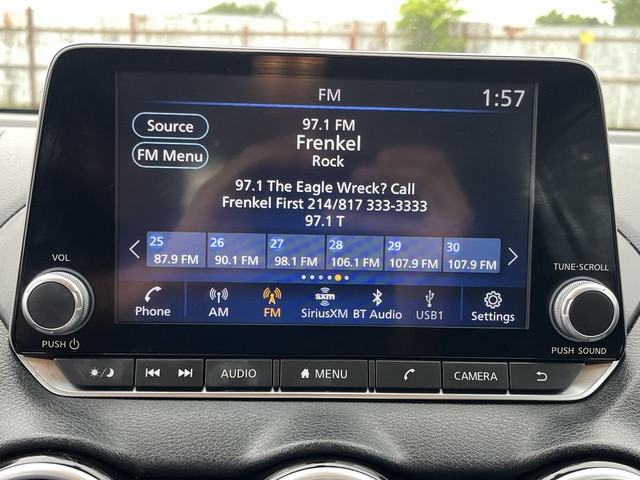 FM
1:57
Source
FM Menu
97.1 FM
Frenkel
Rock
97.1 The Eagle Wreck? Call
Frenkel First 214/817 333-3333
97.1 T
25 26 27 28 29 30
87.9 FM 90.1 FM 98.1 FM 106.1 FM 107.9 FM 107.9 FM
VOL
TUNE·SCROLL
sxm
Phone AM FM SiriusXM BT Audio USB1 Settings
PUSH
PUSH SOUND
AUDIO MENU CAMERA